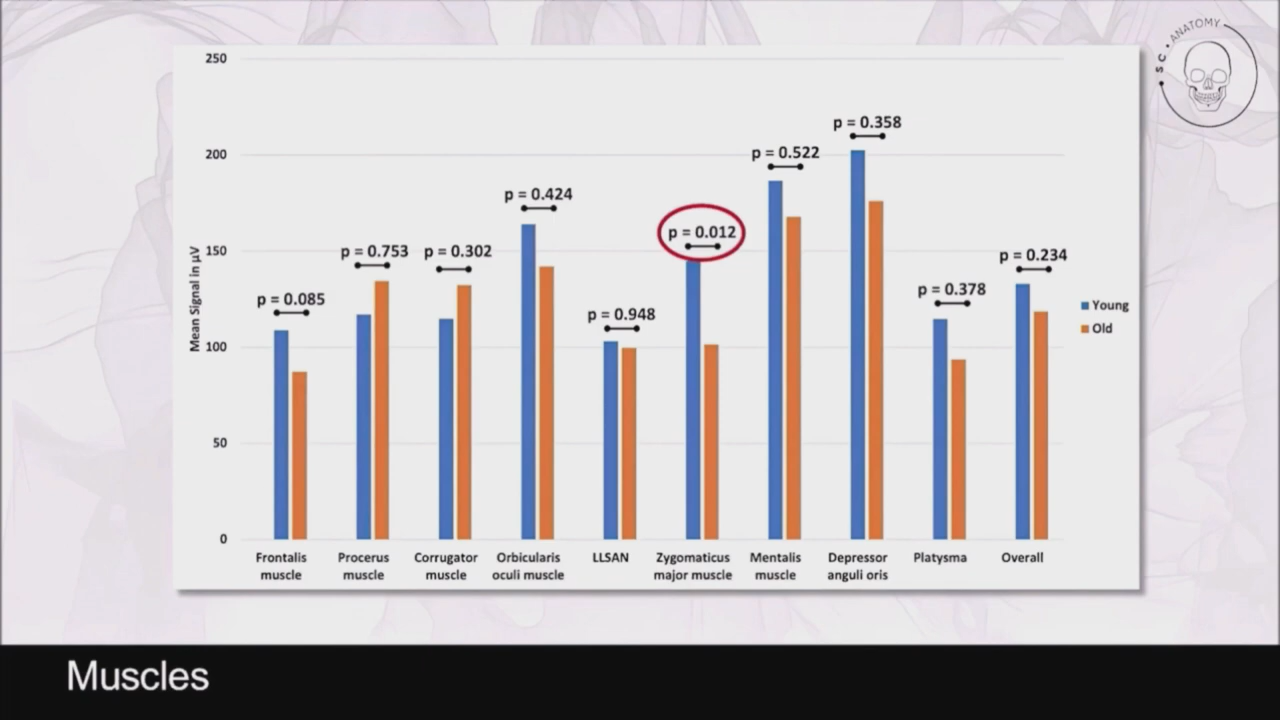 SC • ANATOMY
250
200
150
100
50
0
Mean Signal in µV
p = 0.085
p = 0.753
p = 0.302
p = 0.424
p = 0.948
p = 0.012
p = 0.522
p = 0.358
p = 0.378
p = 0.234
Young
Old
Frontalis
muscle
Procerus
muscle
Corrugator
muscle
Orbicularis
oculi muscle
LLSAN
Zygomaticus
major muscle
Mentalis
muscle
Depressor
anguli oris
Platysma
Overall
Muscles